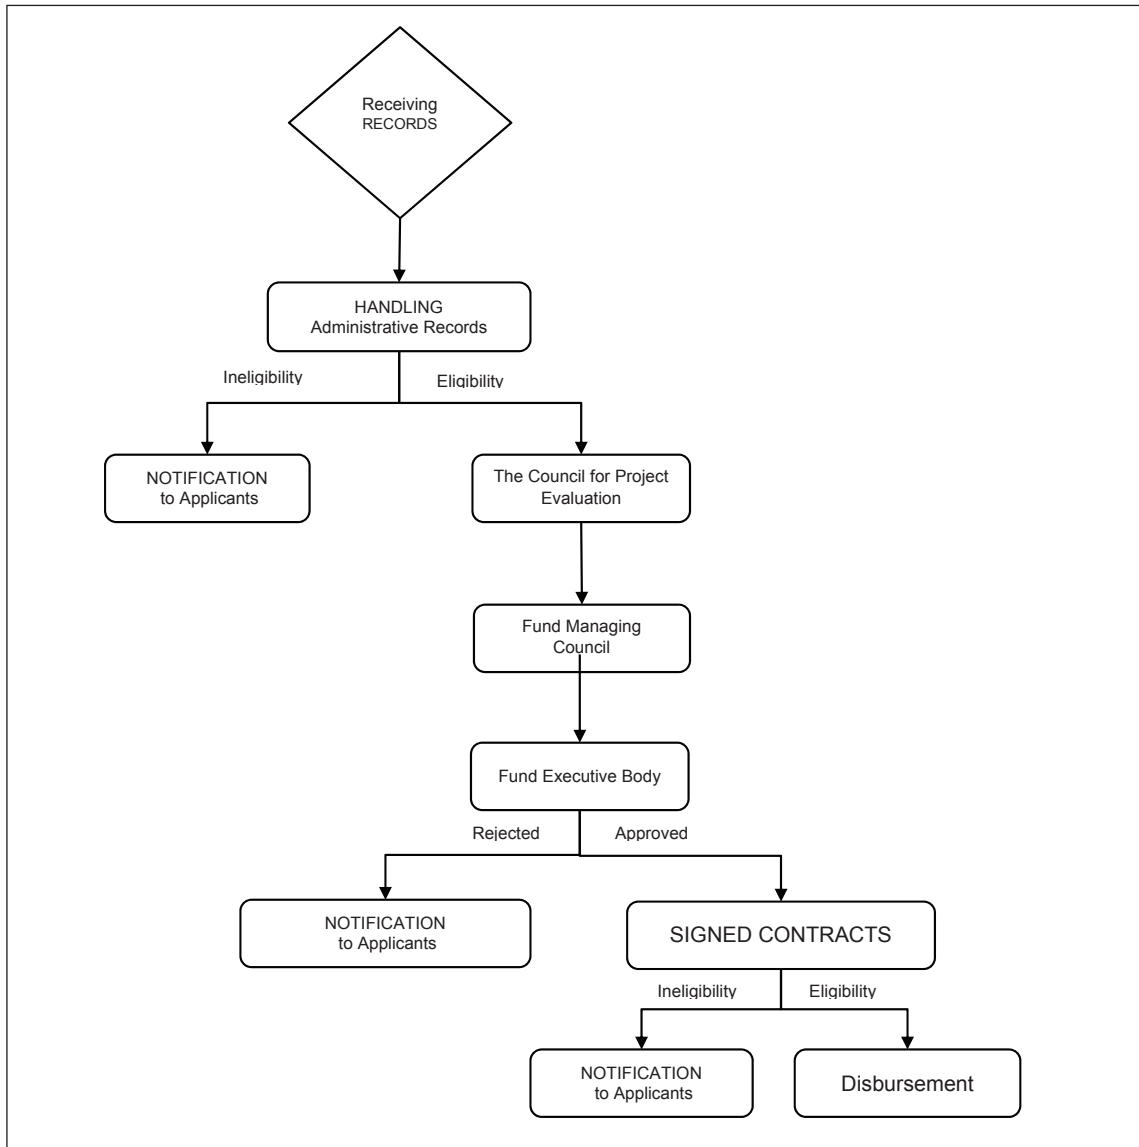 Receiving
RECORDS
HANDLING
Administrative Records
Ineligibility
Eligibility
NOTIFICATION
to Applicants
The Council for Project
Evaluation
Fund Managing
Council
Fund Executive Body
Rejected
Approved
NOTIFICATION
to Applicants
SIGNED CONTRACTS
Ineligibility
Eligibility
NOTIFICATION
to Applicants
Disbursement